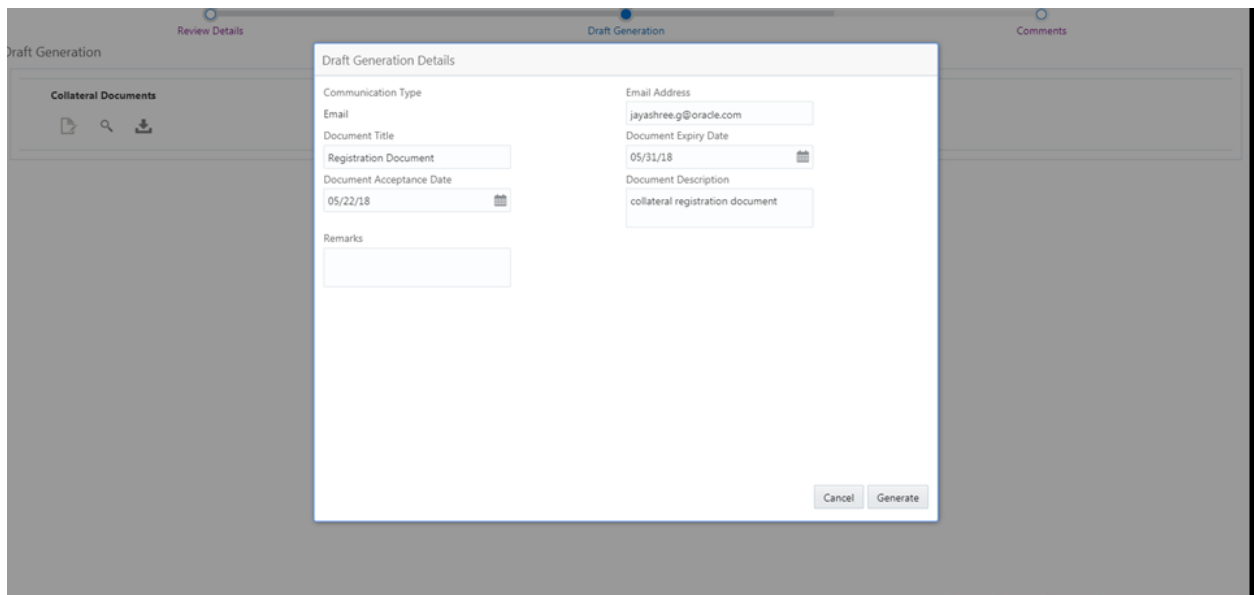 Review Details
Draft Generation
Comments
Draft Generation
Collateral Documents
Draft Generation Details
Communication Type
Email Address
Email
jayashree.g@oracle.com
Document Title
Document Expiry Date
Registration Document
05/31/18
Document Acceptance Date
Document Description
05/22/18
collateral registration document
Remarks
Cancel
Generate